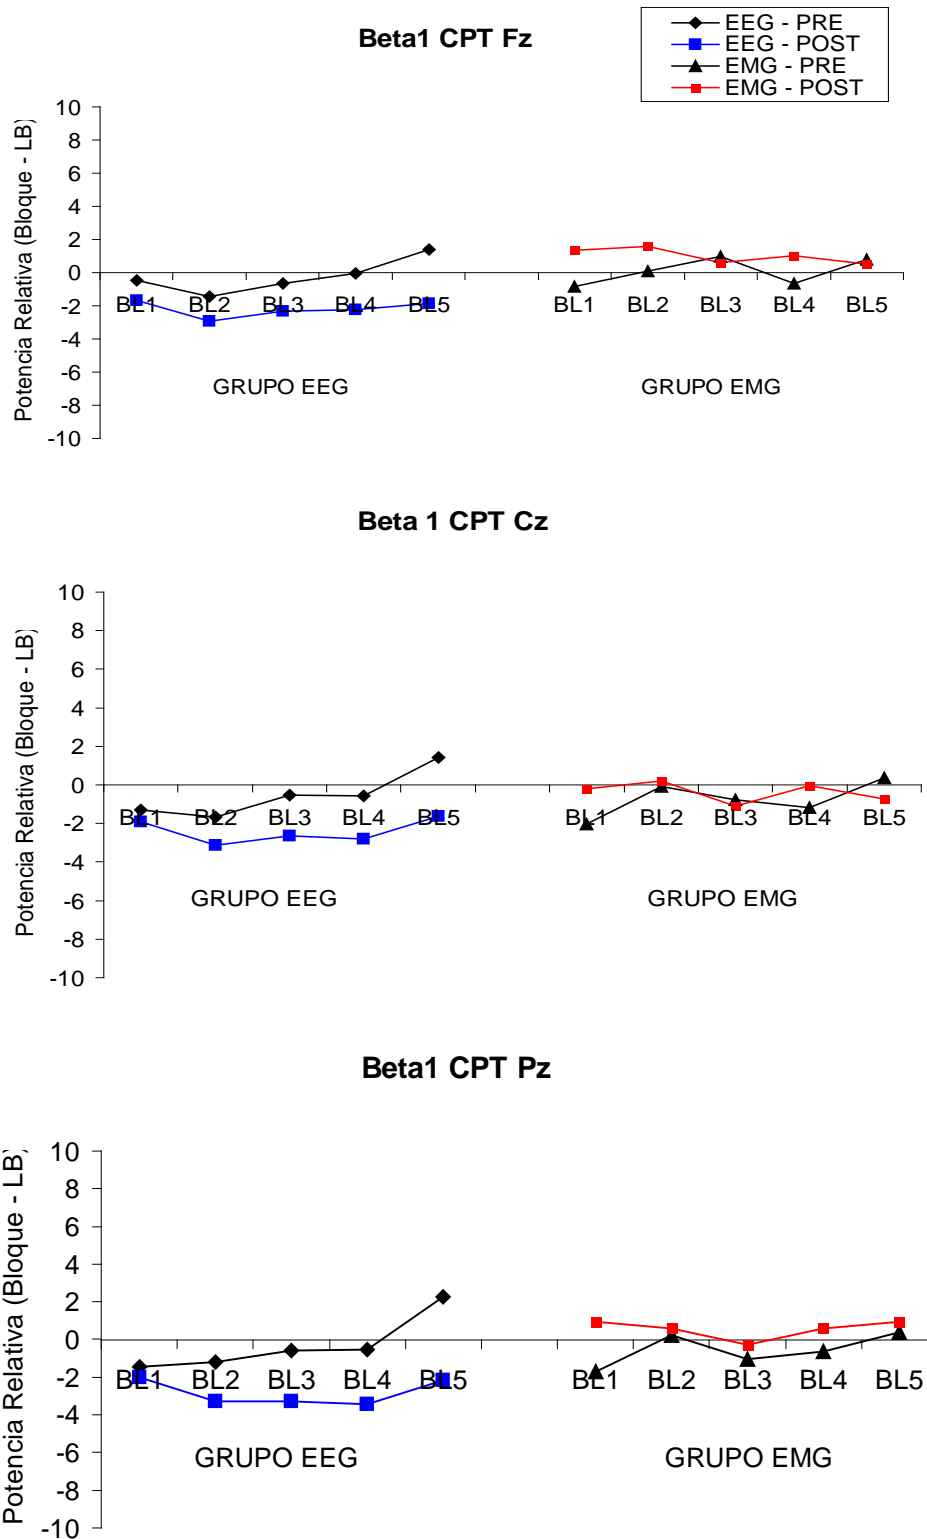 Beta1 CPT Fz
EEG - PRE
EEG - POST
EMG - PRE
EMG - POST
Potencia Relativa (Bloque - LB)
10
8
6
4
2
0
-2
-4
-6
-8
-10
BL1 BL2 BL3 BL4 BL5 BL1 BL2 BL3 BL4 BL5
GRUPO EEG GRUPO EMG
Beta 1 CPT Cz
Potencia Relativa (Bloque - LB)
10
8
6
4
2
0
-2
-4
-6
-8
-10
BL1 BL2 BL3 BL4 BL5 BL1 BL2 BL3 BL4 BL5
GRUPO EEG GRUPO EMG
Beta1 CPT Pz
Potencia Relativa (Bloque - LB)
10
8
6
4
2
0
-2
-4
-6
-8
-10
BL1 BL2 BL3 BL4 BL5 BL1 BL2 BL3 BL4 BL5
GRUPO EEG GRUPO EMG